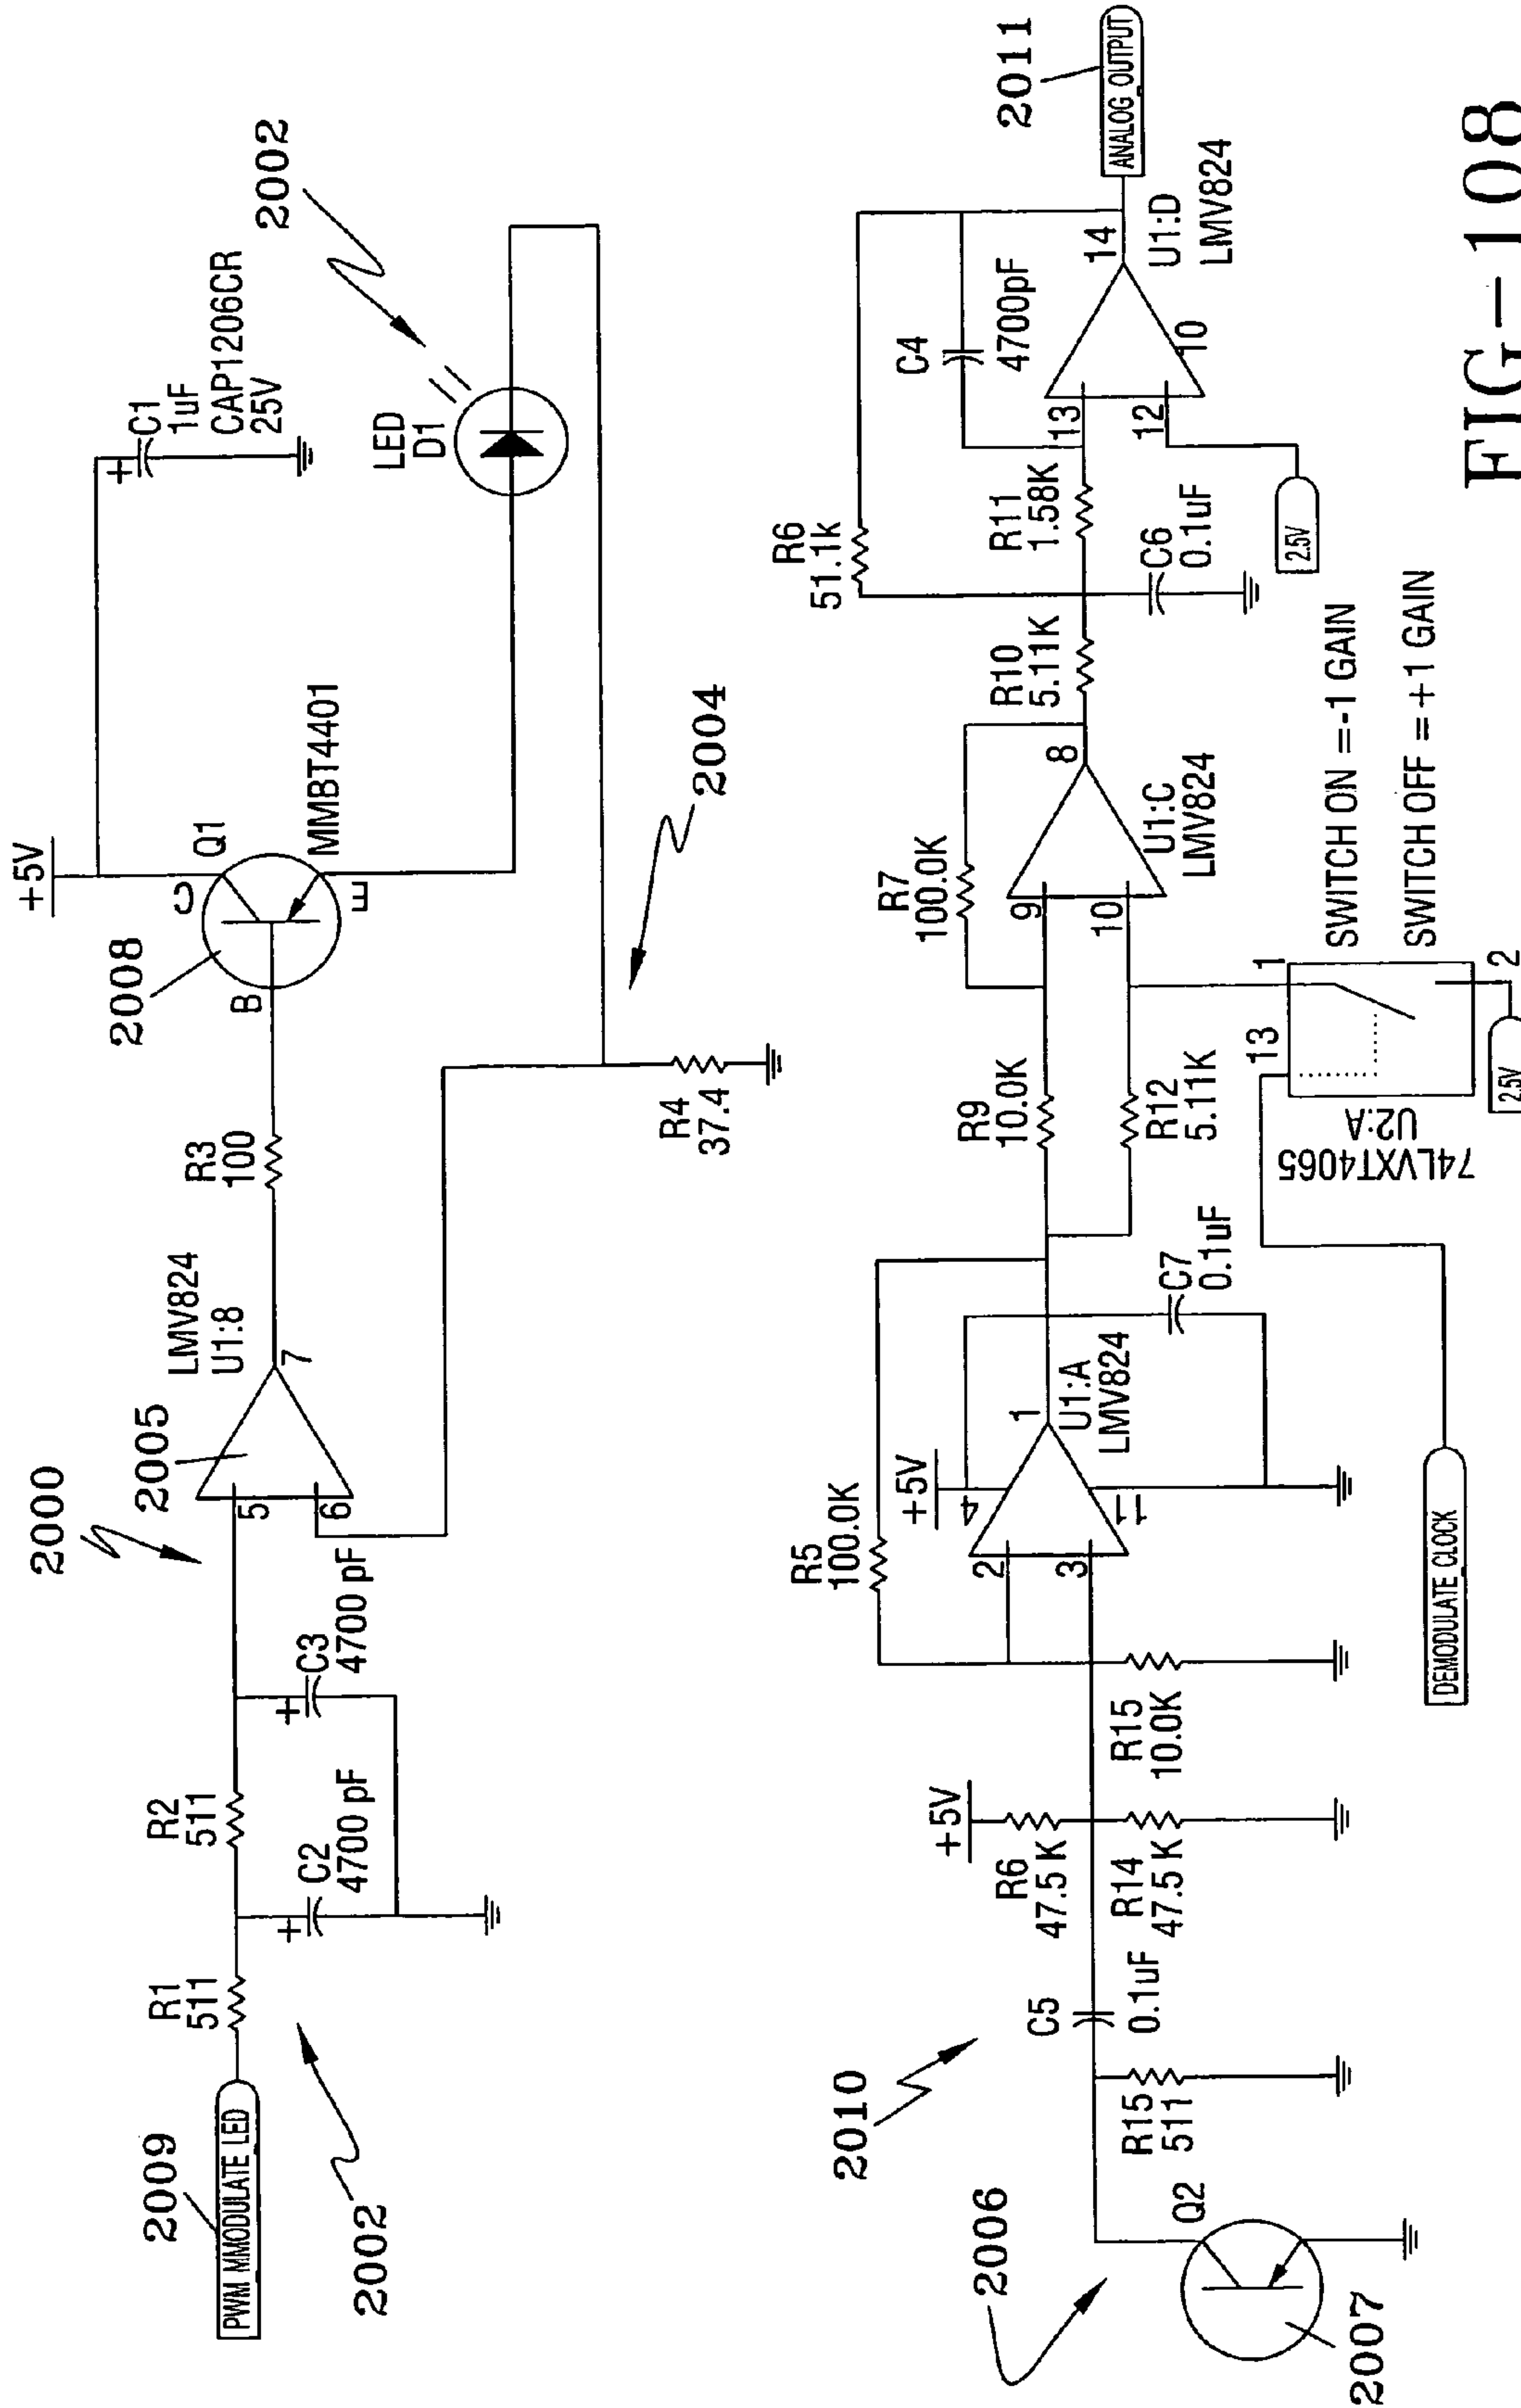 2009
PWM MMODULATE LED
2002
R1
511
C2
4700 pF
R2
511
C3
4700 pF
2000
2005
5
6
7
LMV824
U1:8
R3
100
2008
B
C
E
Q1
MMBT4401
+5V
C1
1uF
CAP1206CR
25V
+
+
+
LED
D1
2002
2004
R4
37.4
2006
2007
Q2
2010
R15
511
C5
0.1uF
+5V
R6
47.5 K
R14
47.5 K
R15
10.0K
R5
100.0K
2
3
+5V
4
11
1
U1:A
LMV824
C7
0.1uF
R9
10.0K
R12
5.11K
DEMODULATE CLOCK
74LVXT4065
U2:A
13
1
2
2.5V
SWITCH ON =-1 GAIN
SWITCH OFF = +1 GAIN
R7
100.0K
9
10
8
U1:C
LMV824
R10
5.11K
R6
51.1k
R11
1.58K
C6
0.1uF
C4
4700pF
13
12
2.5V
14
10
U1:D
LMV824
ANALOG OUTPUT
2011
FIG-108